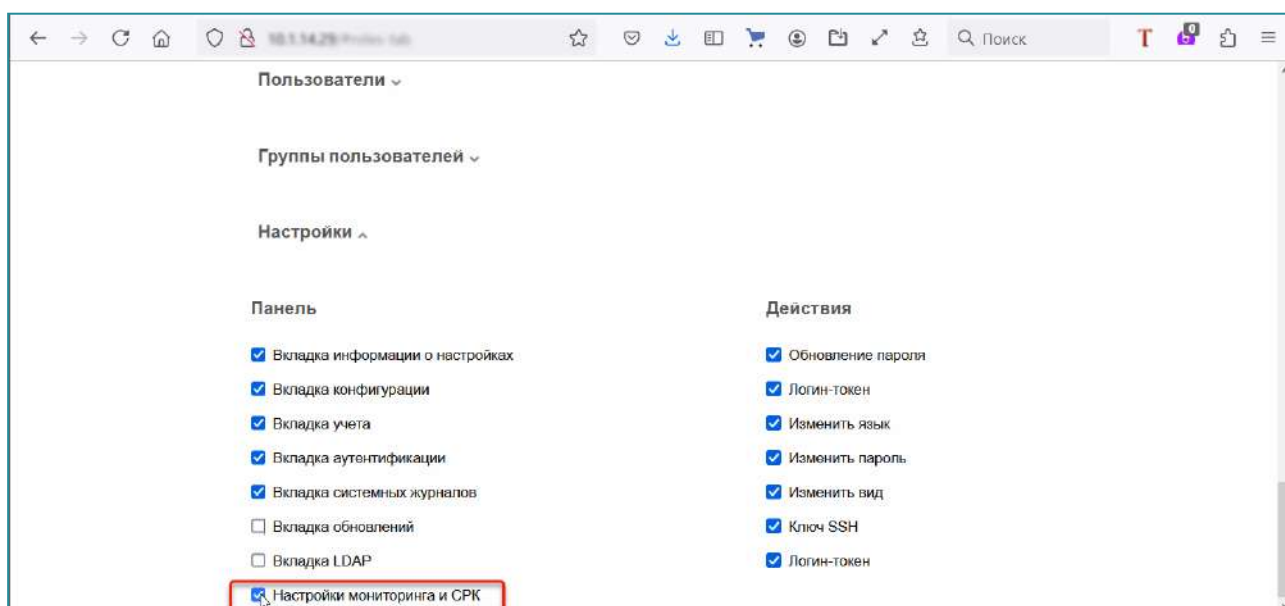 Поиск
T
0
Пользователи
Группы пользователей
Настройки
Панель
Вкладка информации о настройках
Вкладка конфигурации
Вкладка учета
Вкладка аутентификации
Вкладка системных журналов
Вкладка обновлений
Вкладка LDAP
Настройки мониторинга и СРК
Действия
Обновление пароля
Логин-токен
Изменить язык
Изменить пароль
Изменить вид
Ключ SSH
Логин-токен